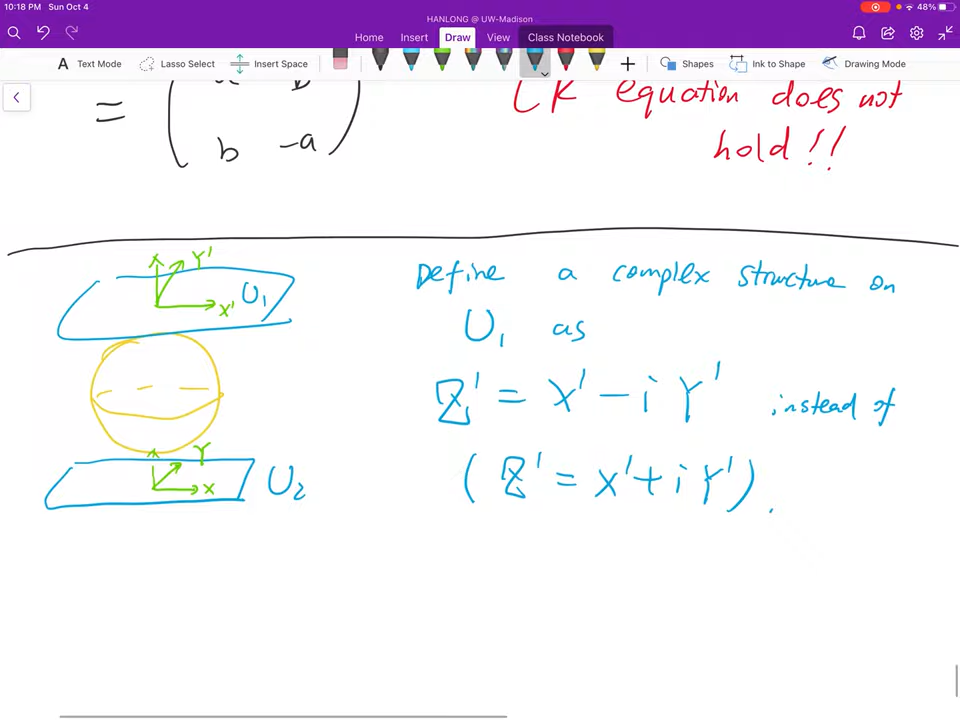 10:18 PM Sun Oct 4
48%
HANLONG @ UW-Madison
Home Insert Draw View Class Notebook
Text Mode Lasso Select Insert Space Shapes Ink to Shape Drawing Mode
= ( b -a )
equation does not
hold!!
Y'
X'
U₁
Y
X
U₂
Define a complex structure on
U₁ as
Z' = X' - i Y' instead of
( Z' = X' + i Y' ).